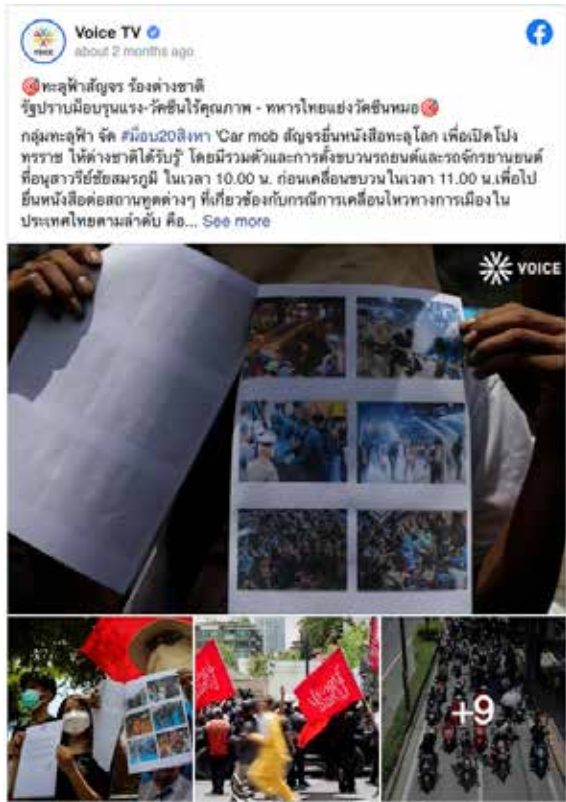 Voice TV
about 2 months ago
🎯ทะลุฟ้าสัญจร ร้องต่างชาติ
รัฐปราบม็อบรุนแรง-วัคซีนไร้คุณภาพ - ทหารไทยแย่งวัคซีนหมอ🎯
กลุ่มทะลุฟ้า จัด #ม็อบ20สิงหา 'Car mob สัญจรยื่นหนังสือทะลุโลก เพื่อเปิดโปง
ทรราช ให้ต่างชาติได้รับรู้' โดยมีรวมตัวและการตั้งขบวนรถยนต์และรถจักรยานยนต์
ที่อนุสาวรีย์ชัยสมรภูมิ ในเวลา 10.00 น. ก่อนเคลื่อนขบวนในเวลา 11.00 น.เพื่อไป
ยื่นหนังสือต่อสถานทูตต่างๆ ที่เกี่ยวข้องกับกรณีการเคลื่อนไหวทางการเมืองใน
ประเทศไทยตามลำดับ คือ... See more
VOICE
+9